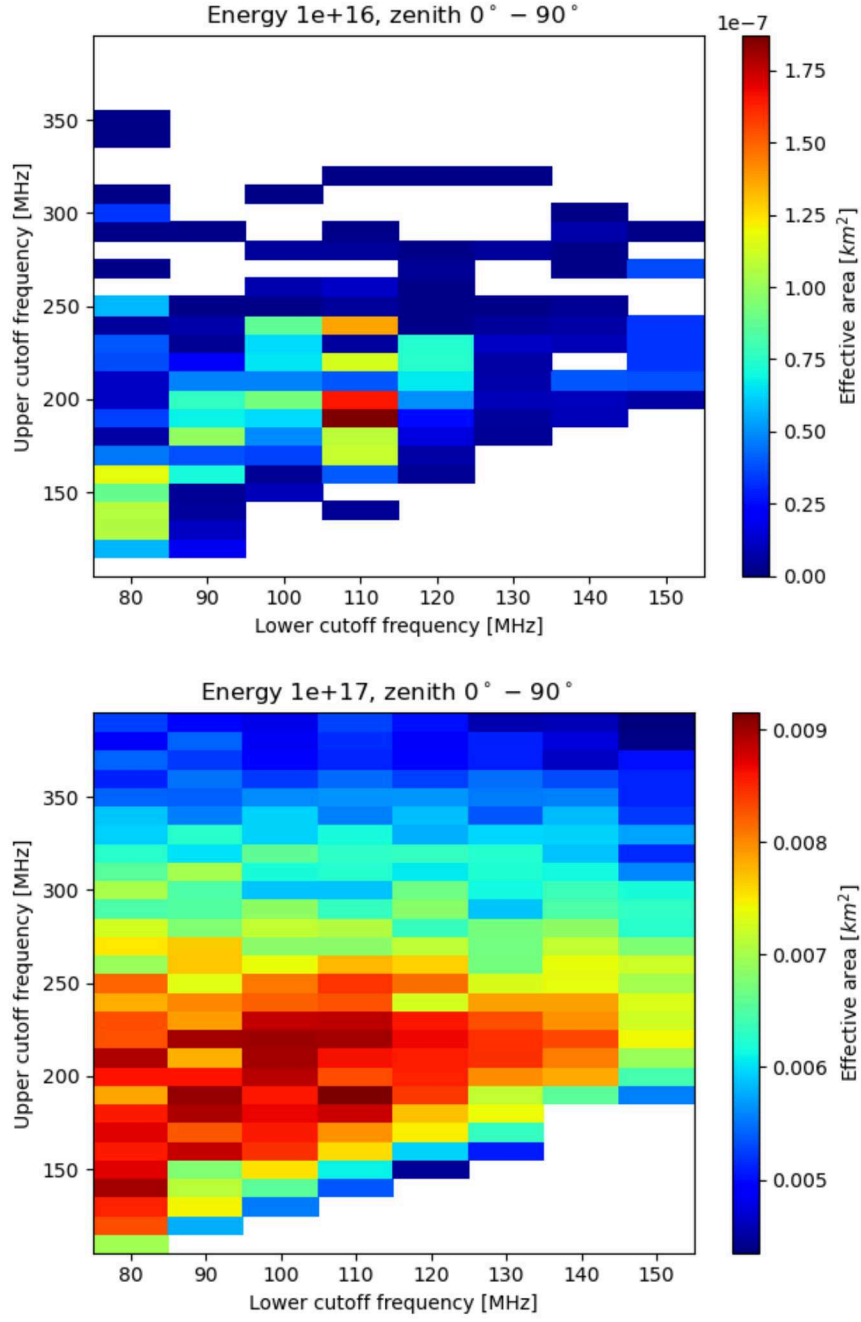 Energy 1e+16, zenith 0° − 90°
1e−7
Upper cutoff frequency [MHz]
350
300
250
200
150
80 90 100 110 120 130 140 150
Lower cutoff frequency [MHz]
1.75
1.50
1.25
1.00
0.75
0.50
0.25
0.00
Effective area [km²]
Energy 1e+17, zenith 0° − 90°
Upper cutoff frequency [MHz]
350
300
250
200
150
80 90 100 110 120 130 140 150
Lower cutoff frequency [MHz]
0.009
0.008
0.007
0.006
0.005
Effective area [km²]